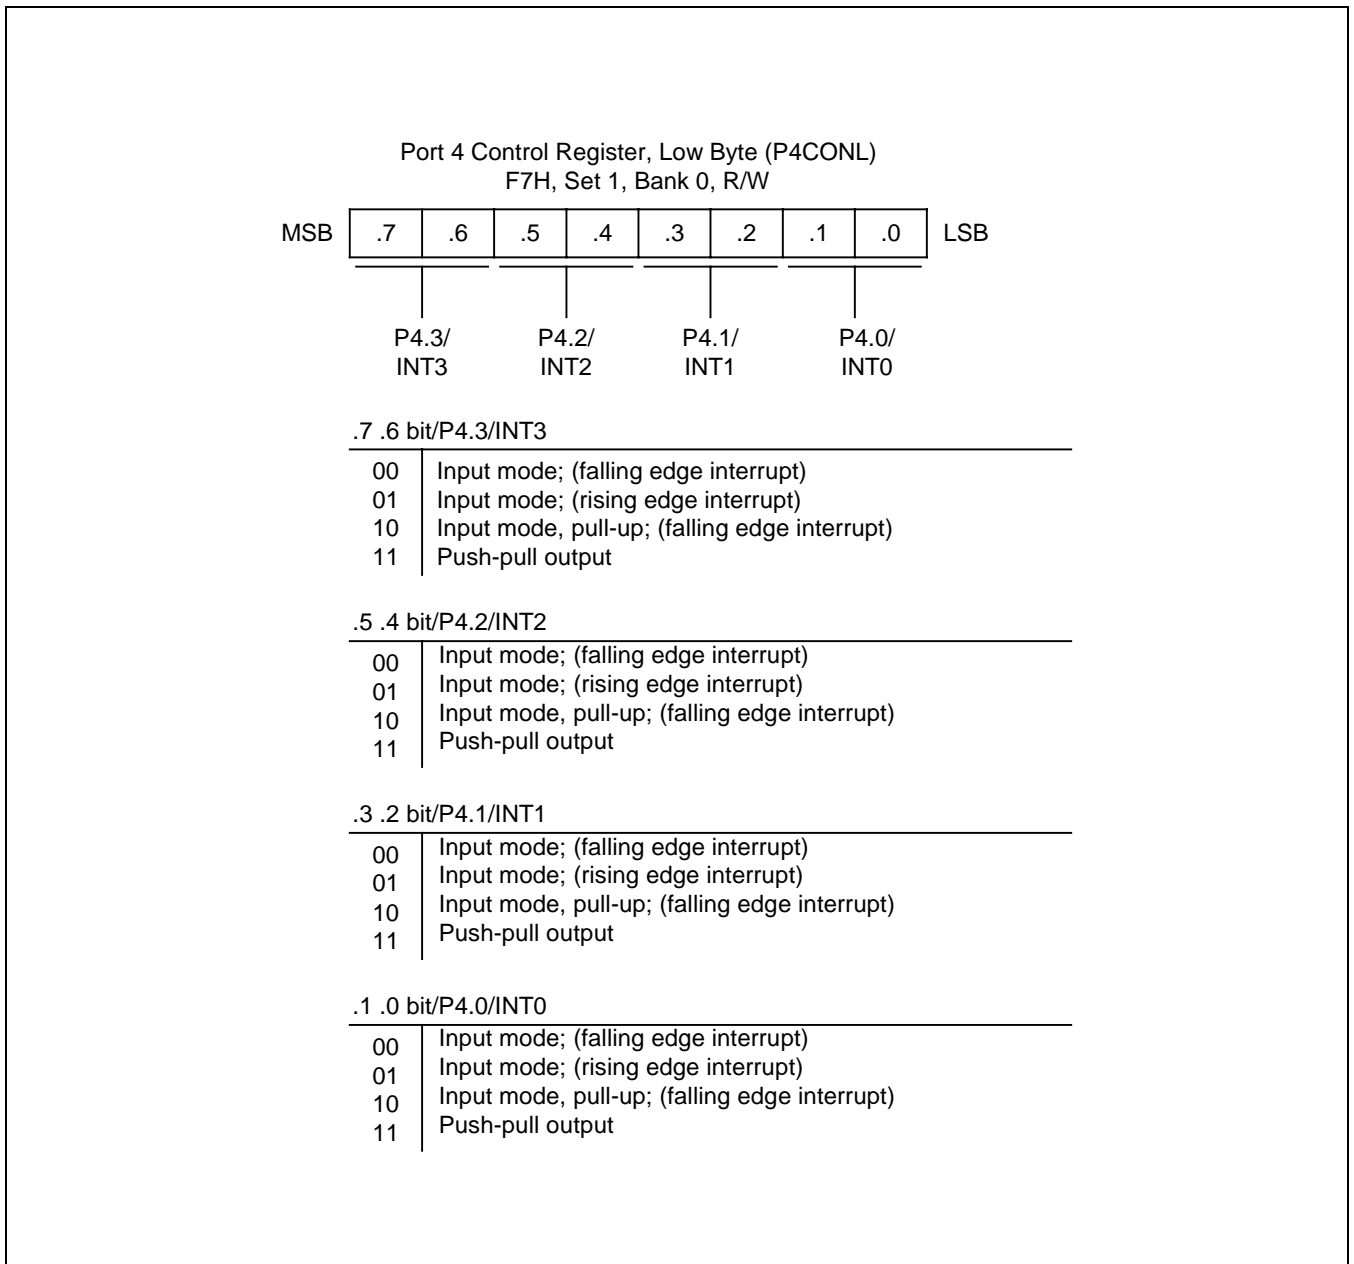 Port 4 Control Register, Low Byte (P4CONL)
F7H, Set 1, Bank 0, R/W
MSB .7 .6 .5 .4 .3 .2 .1 .0 LSB
P4.3/ P4.2/ P4.1/ P4.0/
INT3 INT2 INT1 INT0
.7 .6 bit/P4.3/INT3
00 Input mode; (falling edge interrupt)
01 Input mode; (rising edge interrupt)
10 Input mode, pull-up; (falling edge interrupt)
11 Push-pull output
.5 .4 bit/P4.2/INT2
00 Input mode; (falling edge interrupt)
01 Input mode; (rising edge interrupt)
10 Input mode, pull-up; (falling edge interrupt)
11 Push-pull output
.3 .2 bit/P4.1/INT1
00 Input mode; (falling edge interrupt)
01 Input mode; (rising edge interrupt)
10 Input mode, pull-up; (falling edge interrupt)
11 Push-pull output
.1 .0 bit/P4.0/INT0
00 Input mode; (falling edge interrupt)
01 Input mode; (rising edge interrupt)
10 Input mode, pull-up; (falling edge interrupt)
11 Push-pull output